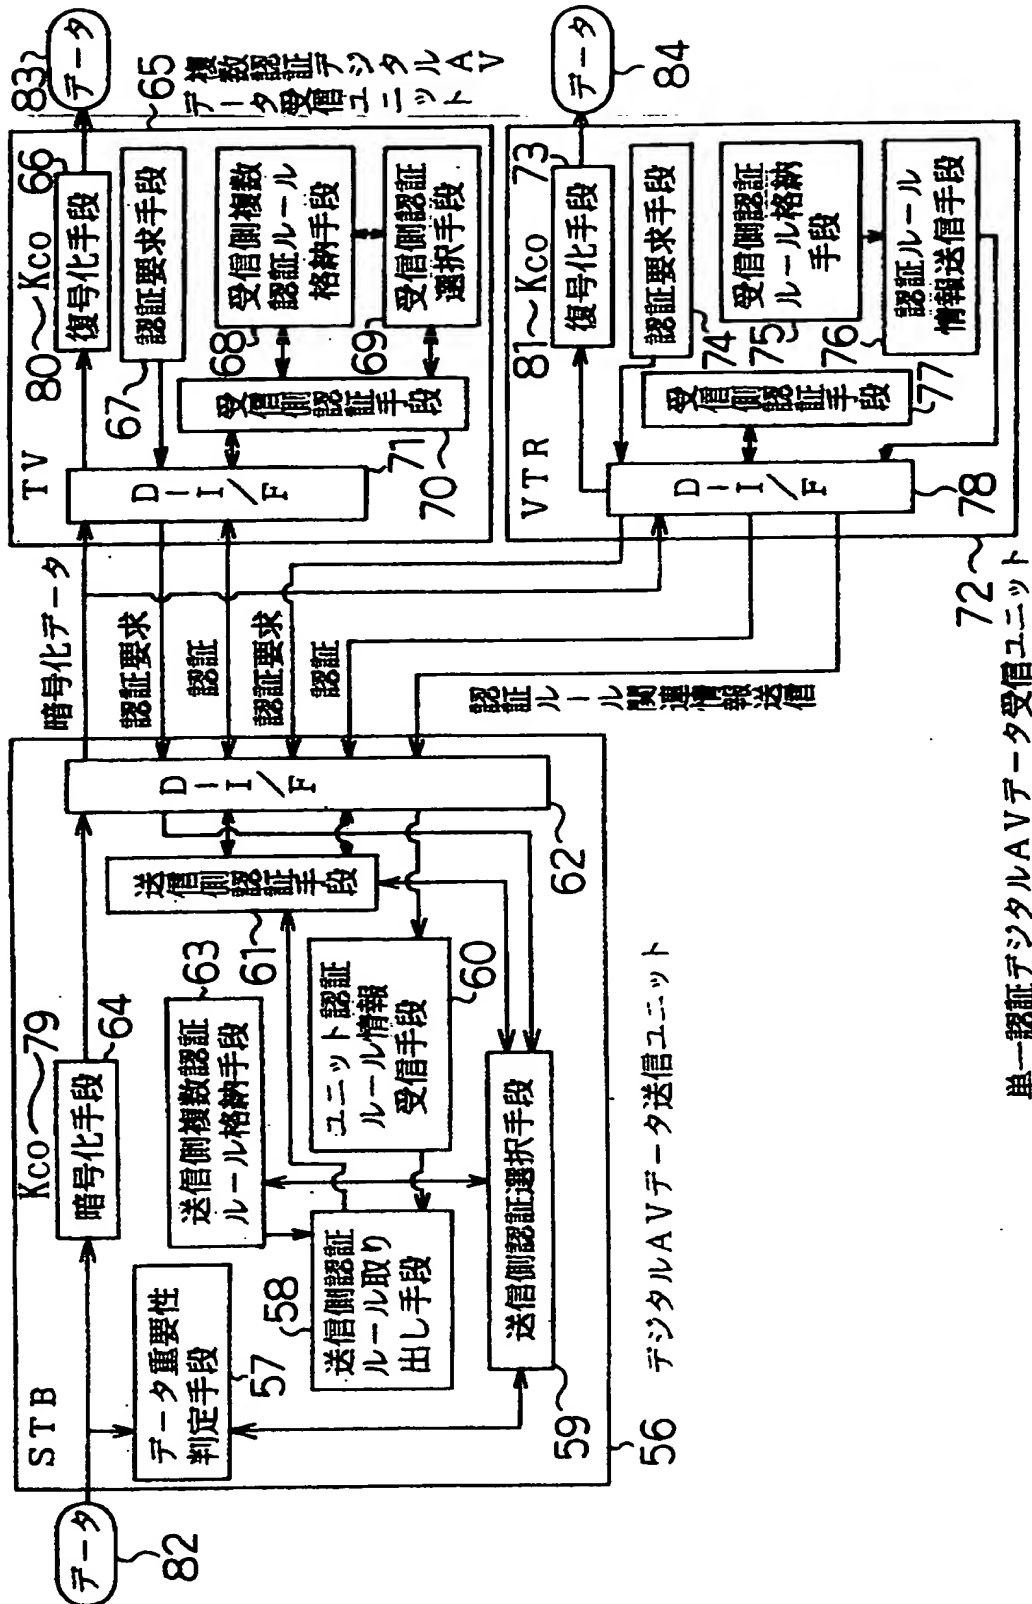 データ
82
STB
データ重要性
判定手段
57
Kco
79
暗号化手段
64
送信側複数認証
ルール格納手段
63
送信側認証
ルール取り
出し手段
58
ユニット認証
ルール情報
受信手段
60
送信側認証手段
61
送信側認証選択手段
59
D-I/F
62
56
デジタルAVデータ送信ユニット
暗号化データ
認証要求
認証
認証要求
認証
認証ルール関連情報送信
TV
D-I/F
71
80
Kco
復号化手段
66
認証要求手段
67
受信側複数
認証ルール
格納手段
68
受信側認証
選択手段
69
受信側認証手段
70
データ
83
65
複数認証デジタルAV
データ受信ユニット
VTR
D-I/F
78
81
Kco
復号化手段
73
認証要求手段
74
受信側認証
ルール格納
手段
75
認証ルール
情報送信手段
76
受信側認証手段
77
データ
84
72
単一認証デジタルAVデータ受信ユニット